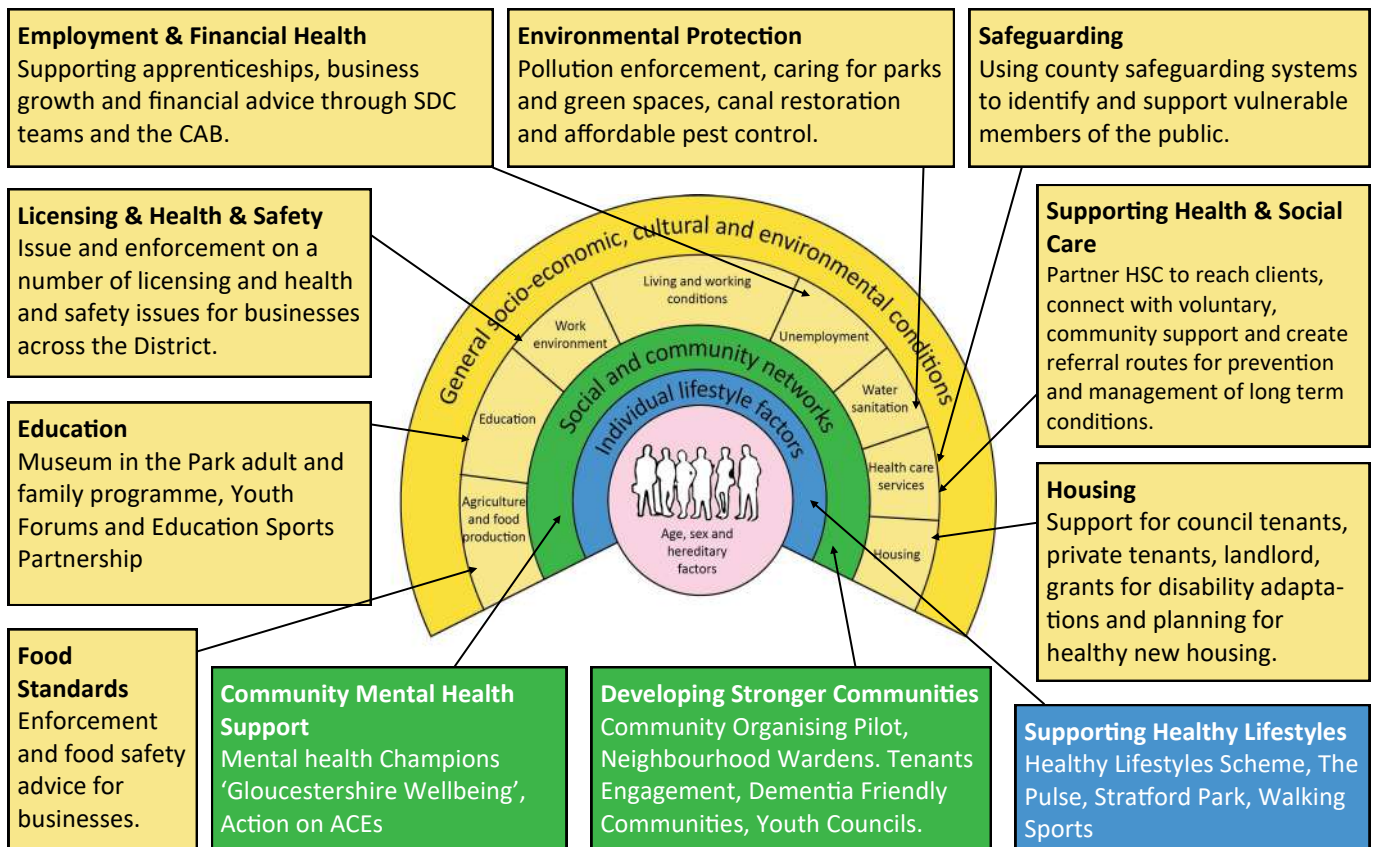 Employment & Financial Health
Supporting apprenticeships, business
growth and financial advice through SDC
teams and the CAB.
Environmental Protection
Pollution enforcement, caring for parks
and green spaces, canal restoration
and affordable pest control.
Safeguarding
Using county safeguarding systems
to identify and support vulnerable
members of the public.
Licensing & Health & Safety
Issue and enforcement on a
number of licensing and health
and safety issues for businesses
across the District.
Supporting Health & Social
Care
Partner HSC to reach clients,
connect with voluntary,
community support and create
referral routes for prevention
and management of long term
conditions.
General socio-economic, cultural and environmental conditions
Living and working
conditions
Work
environment
Unemployment
Education
Water
sanitation
Agriculture
and food
production
Health care
services
Housing
Social and community networks
Individual lifestyle factors
Age, sex and
hereditary
factors
Education
Museum in the Park adult and
family programme, Youth
Forums and Education Sports
Partnership
Housing
Support for council tenants,
private tenants, landlord,
grants for disability adapta-
tions and planning for
healthy new housing.
Food
Standards
Enforcement
and food safety
advice for
businesses.
Community Mental Health
Support
Mental health Champions
‘Gloucestershire Wellbeing’,
Action on ACEs
Developing Stronger Communities
Community Organising Pilot,
Neighbourhood Wardens. Tenants
Engagement, Dementia Friendly
Communities, Youth Councils.
Supporting Healthy Lifestyles
Healthy Lifestyles Scheme, The
Pulse, Stratford Park, Walking
Sports